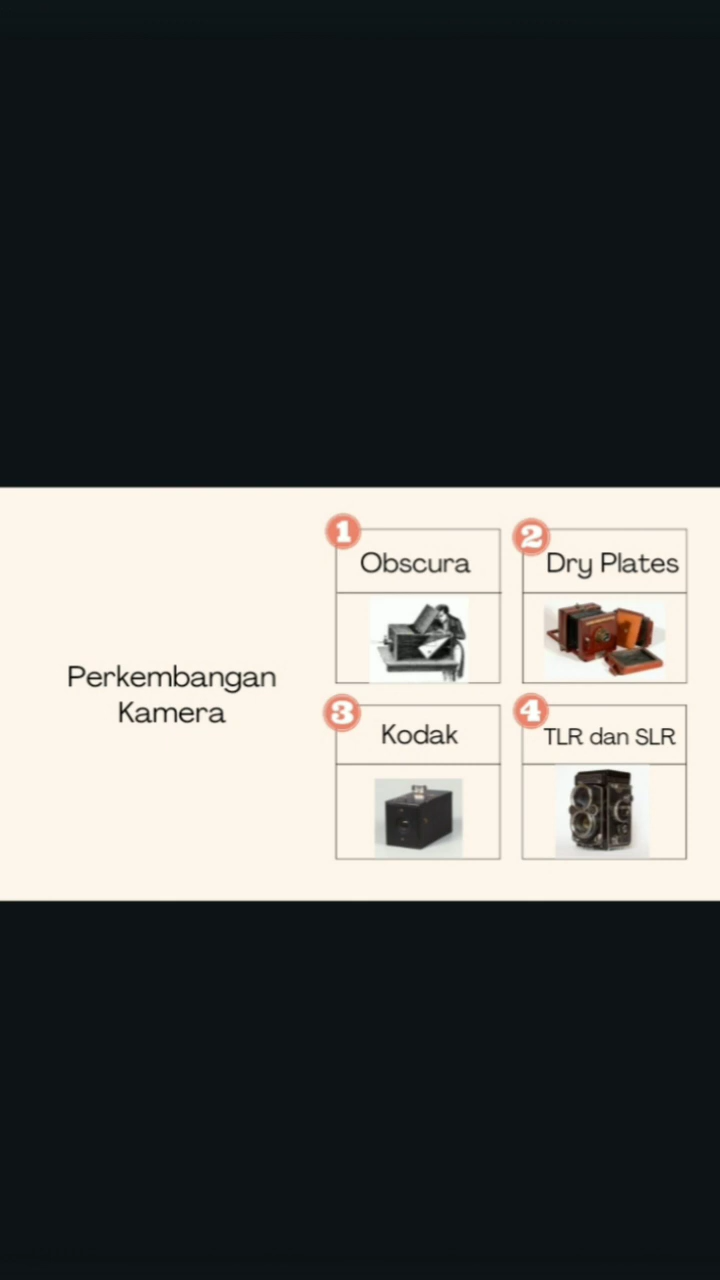 Perkembangan
Kamera
1
Obscura
2
Dry Plates
3
Kodak
4
TLR dan SLR